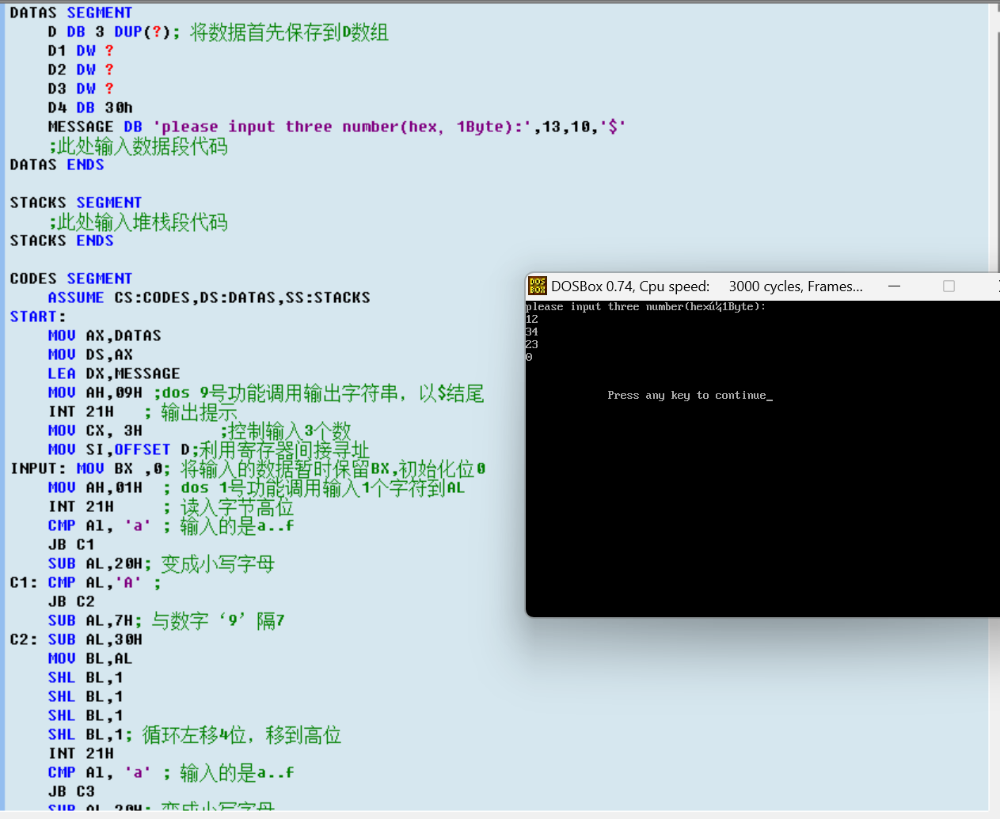 DATAS SEGMENT
D DB 3 DUP(?); 将数据首先保存到D数组
D1 DW ?
D2 DW ?
D3 DW ?
D4 DB 30h
MESSAGE DB 'please input three number(hex, 1Byte):',13,10,'$'
;此处输入数据段代码
DATAS ENDS
STACKS SEGMENT
;此处输入堆栈段代码
STACKS ENDS
CODES SEGMENT
ASSUME CS:CODES,DS:DATAS,SS:STACKS
START:
MOV AX,DATAS
MOV DS,AX
LEA DX,MESSAGE
MOV AH,09H ;dos 9号功能调用输出字符串，以$结尾
INT 21H ; 输出提示
MOV CX, 3H ;控制输入3个数
MOV SI,OFFSET D;利用寄存器间接寻址
INPUT: MOV BX ,0; 将输入的数据暂时保留BX,初始化位0
MOV AH,01H ; dos 1号功能调用输入1个字符到AL
INT 21H ; 读入字节高位
CMP Al, 'a' ; 输入的是a..f
JB C1
SUB AL,20H; 变成小写字母
C1: CMP AL,'A' ;
JB C2
SUB AL,7H; 与数字‘9’隔7
C2: SUB AL,30H
MOV BL,AL
SHL BL,1
SHL BL,1
SHL BL,1
SHL BL,1; 循环左移4位，移到高位
INT 21H
CMP Al, 'a' ; 输入的是a..f
JB C3
SUB AL,20H; 变成小写字母
DOSBox 0.74, Cpu speed: 3000 cycles, Frames...
please input three number(hexú¼1Byte):
12
34
23
0
Press any key to continue_